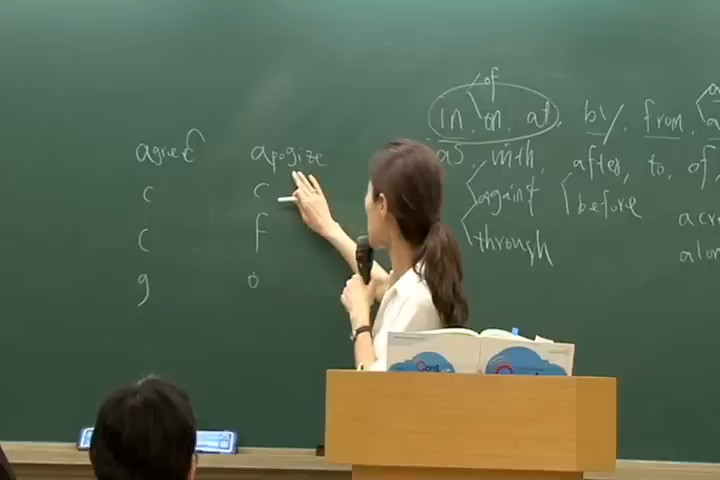 agree apogize
c c
c f
g o
of
in, on, at, by, from,
as, with, after, to, of,
against before
through